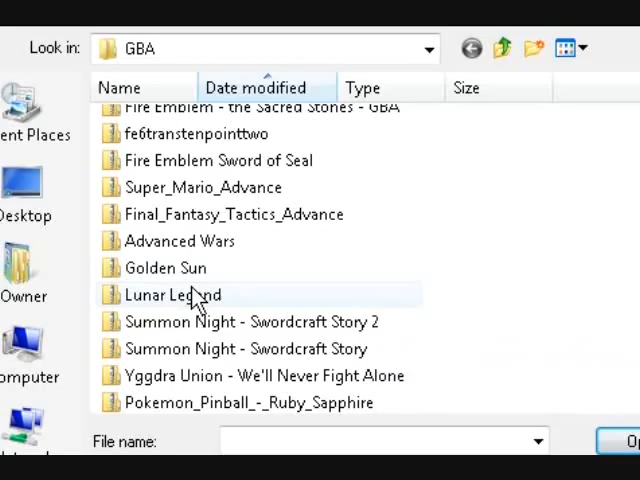 Look in: GBA
Name Date modified Type Size
Fire Emblem - the Sacred Stones - GBA
fe6transtenpointtwo
ent Places
Fire Emblem Sword of Seal
Super_Mario_Advance
Desktop
Final_Fantasy_Tactics_Advance
Advanced Wars
Golden Sun
Owner
Lunar Legend
Summon Night - Swordcraft Story 2
Summon Night - Swordcraft Story
omputer
Yggdra Union - We'll Never Fight Alone
Pokemon_Pinball_-_Ruby_Sapphire
File name: Op